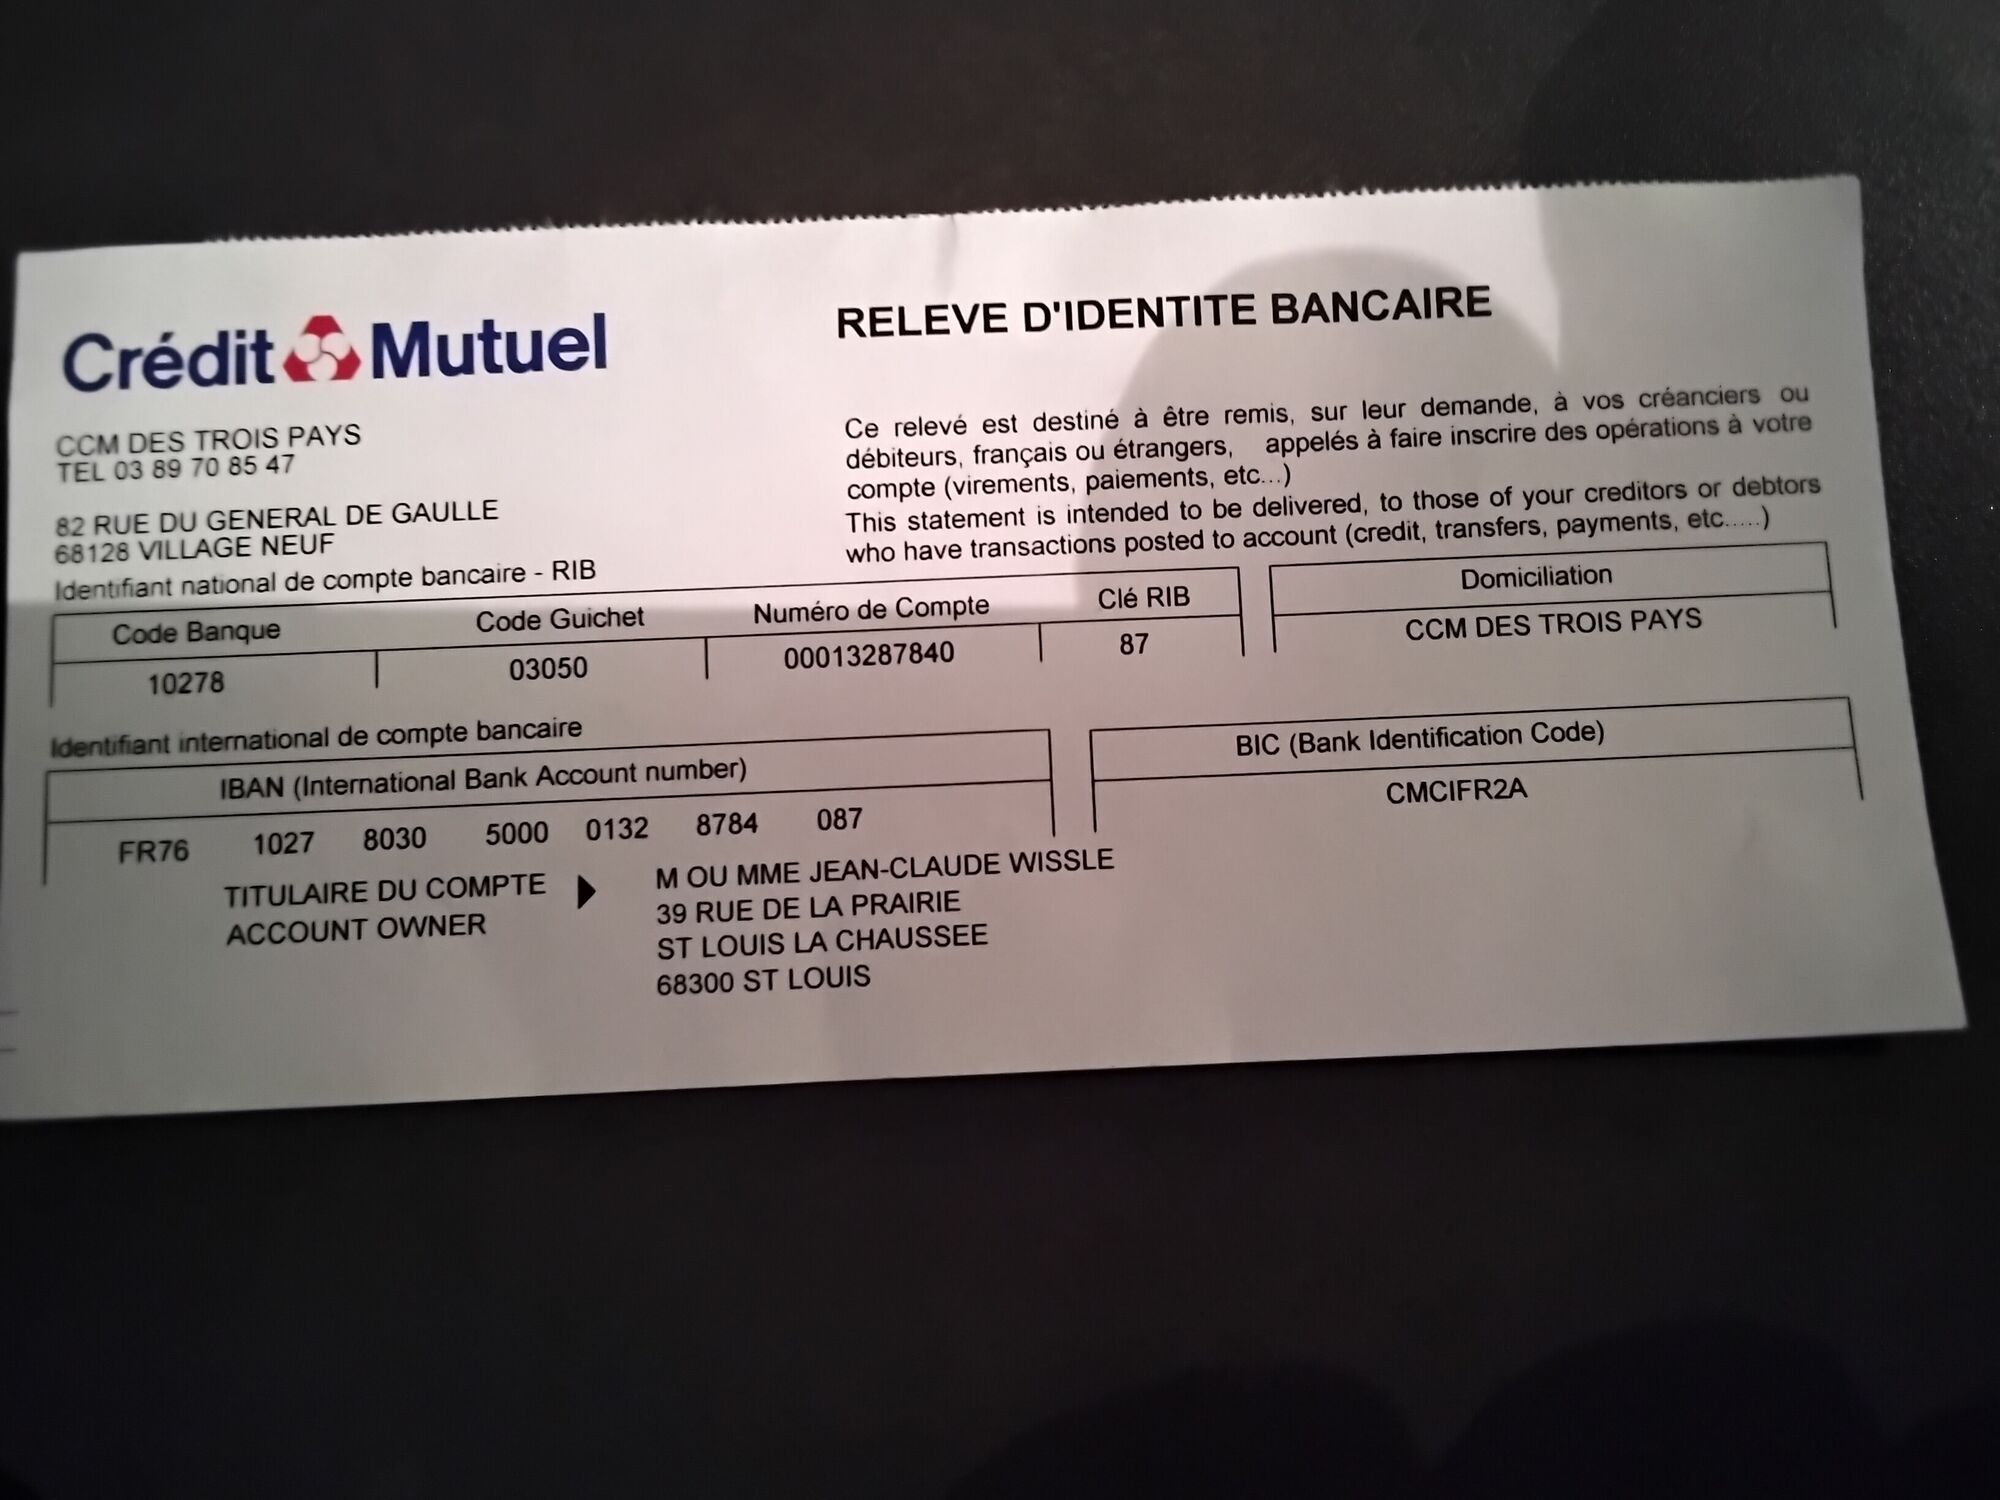 Crédit Mutuel
RELEVE D'IDENTITE BANCAIRE
CCM DES TROIS PAYS
TEL 03 89 70 85 47
82 RUE DU GENERAL DE GAULLE
68128 VILLAGE NEUF
Ce relevé est destiné à être remis, sur leur demande, à vos créanciers ou
débiteurs, français ou étrangers, appelés à faire inscrire des opérations à votre
compte (virements, paiements, etc...)
This statement is intended to be delivered, to those of your creditors or debtors
who have transactions posted to account (credit, transfers, payments, etc.....)
Identifiant national de compte bancaire - RIB
Code Banque Code Guichet Numéro de Compte Clé RIB Domiciliation
10278 03050 00013287840 87 CCM DES TROIS PAYS
Identifiant international de compte bancaire
IBAN (International Bank Account number) BIC (Bank Identification Code)
FR76 1027 8030 5000 0132 8784 087 CMCIFR2A
TITULAIRE DU COMPTE
ACCOUNT OWNER
M OU MME JEAN-CLAUDE WISSLE
39 RUE DE LA PRAIRIE
ST LOUIS LA CHAUSSEE
68300 ST LOUIS